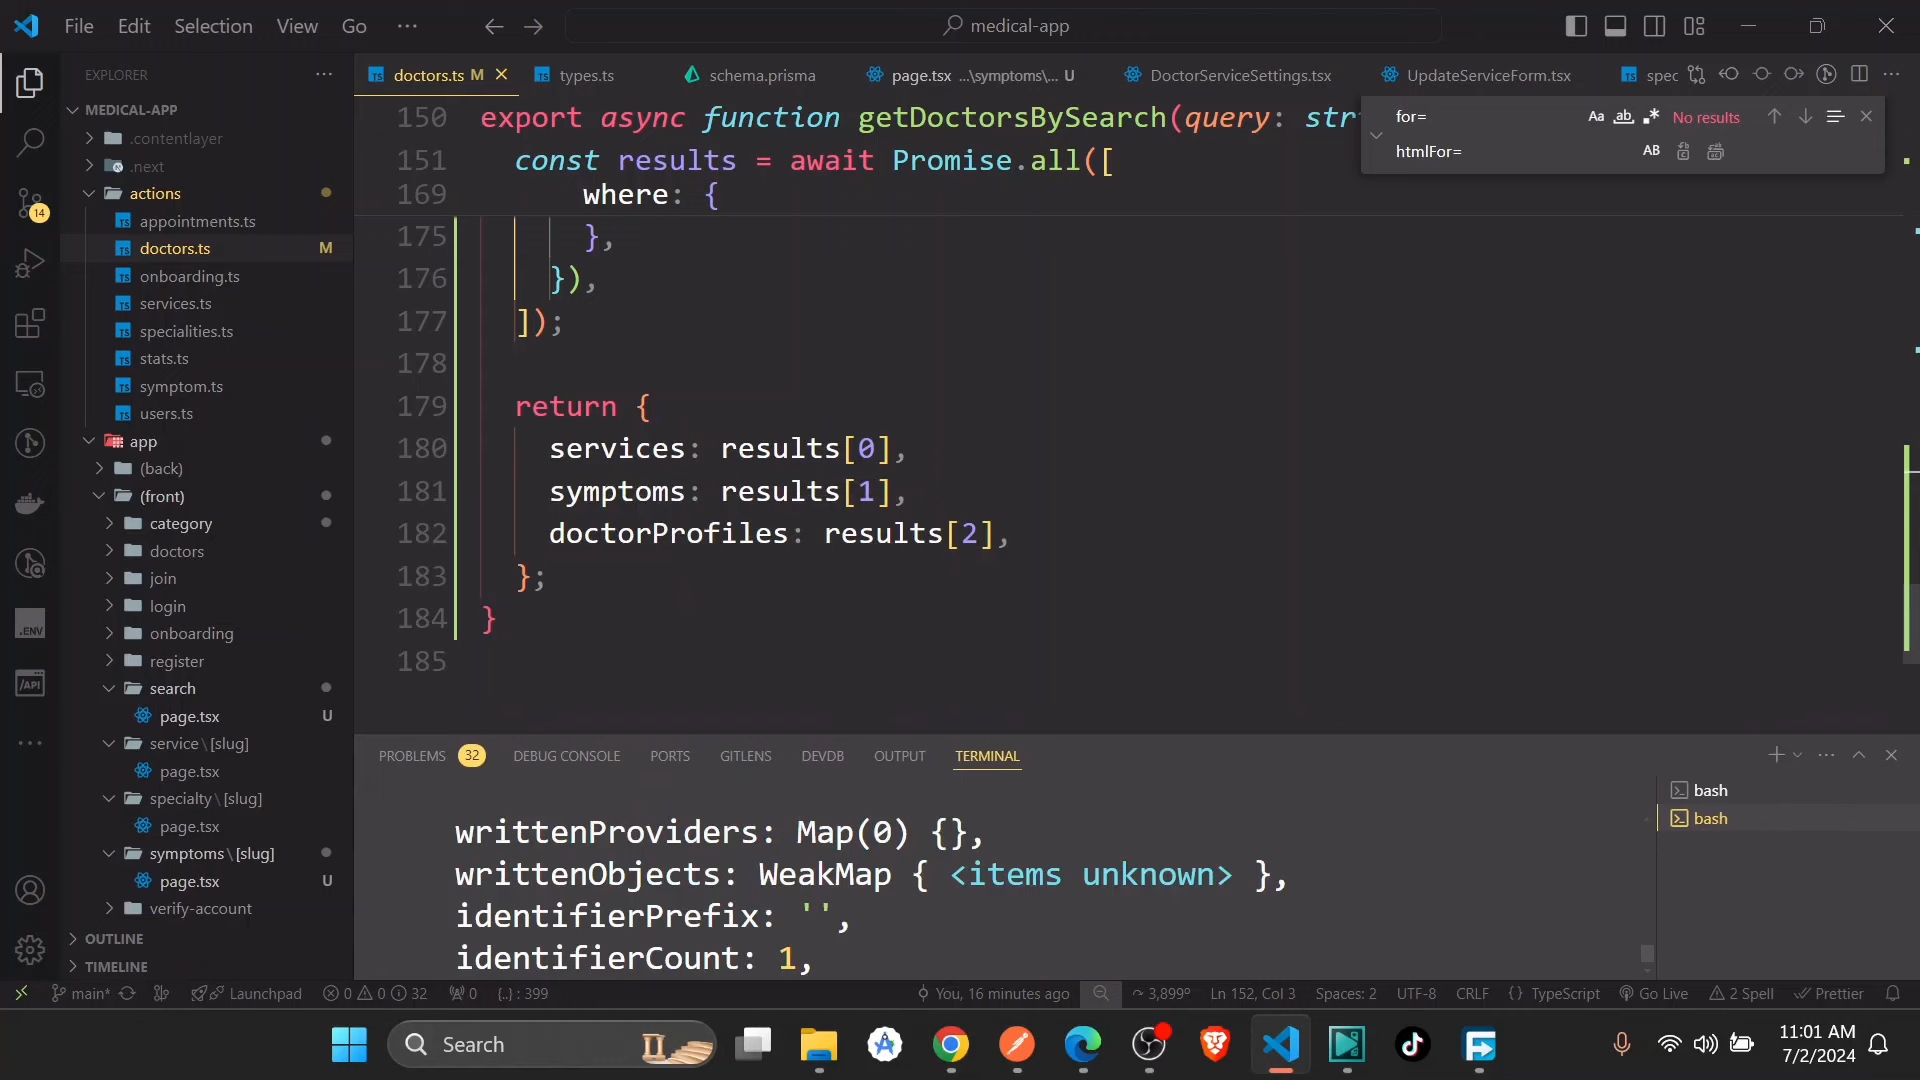 File Edit Selection View Go ··· medical-app
EXPLORER ···
MEDICAL-APP
.contentlayer
.next
actions
appointments.ts
doctors.ts M
onboarding.ts
services.ts
specialities.ts
stats.ts
symptom.ts
users.ts
app
(back)
(front)
category
doctors
join
login
onboarding
register
search
page.tsx U
service\[slug]
page.tsx
specialty\[slug]
page.tsx
symptoms\[slug]
page.tsx U
verify-account
OUTLINE
TIMELINE
14
.ENV
/API
doctors.ts M types.ts schema.prisma page.tsx ...\symptoms\... U DoctorServiceSettings.tsx UpdateServiceForm.tsx spec
for= Aa ab No results
htmlFor= AB
150 export async function getDoctorsBySearch(query: str
151 const results = await Promise.all([
169 where: {
175 },
176 }),
177 ]);
178
179 return {
180 services: results[0],
181 symptoms: results[1],
182 doctorProfiles: results[2],
183 };
184 }
185
PROBLEMS 32 DEBUG CONSOLE PORTS GITLENS DEVDB OUTPUT TERMINAL
writtenProviders: Map(0) {},
writtenObjects: WeakMap { <items unknown> },
identifierPrefix: '',
identifierCount: 1,
bash
bash
main* Launchpad 0 0 32 0 {..} : 399 You, 16 minutes ago 3,899º Ln 152, Col 3 Spaces: 2 UTF-8 CRLF {} TypeScript Go Live 2 Spell Prettier
Search
11:01 AM
7/2/2024